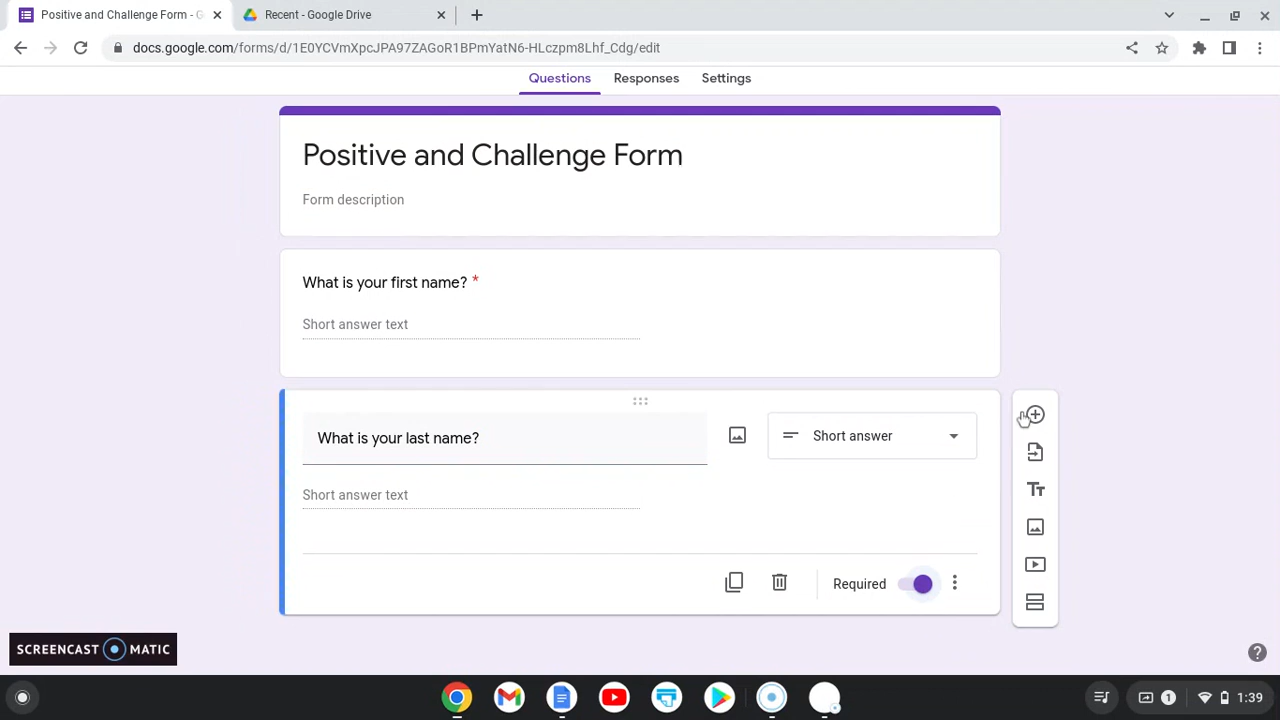 Positive and Challenge Form - G
Recent - Google Drive
docs.google.com/forms/d/1E0YCVmXpcJPA97ZAGoR1BPmYatN6-HLczpm8Lhf_Cdg/edit
Questions
Responses
Settings
Positive and Challenge Form
Form description
What is your first name? *
Short answer text
What is your last name?
Short answer
Short answer text
Required
Tt
SCREENCAST MATIC
1
1:39